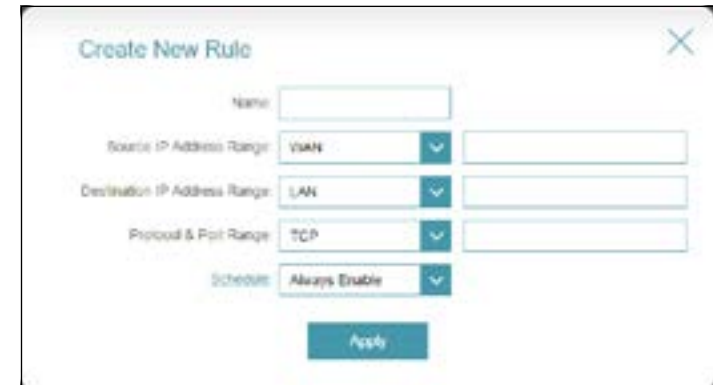 Create New Rule
Name:
Source IP Address Range: WAN
Destination IP Address Range: LAN
Protocol & Port Range: TCP
Schedule: Always Enable
Apply